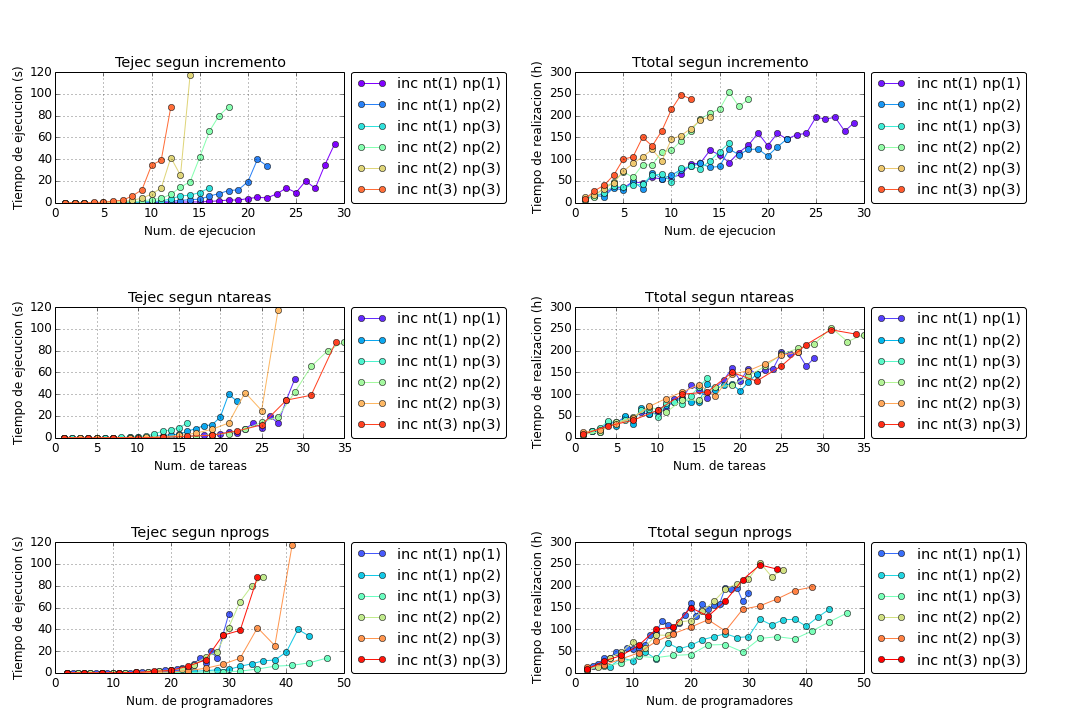 Tejec segun incremento
Tiempo de ejecucion (s)
120
100
80
60
40
20
0
0 5 10 15 20 25 30
Num. de ejecucion
inc nt(1) np(1)
inc nt(1) np(2)
inc nt(1) np(3)
inc nt(2) np(2)
inc nt(2) np(3)
inc nt(3) np(3)
Ttotal segun incremento
Tiempo de realizacion (h)
300
250
200
150
100
50
0
0 5 10 15 20 25 30
Num. de ejecucion
inc nt(1) np(1)
inc nt(1) np(2)
inc nt(1) np(3)
inc nt(2) np(2)
inc nt(2) np(3)
inc nt(3) np(3)
Tejec segun ntareas
Tiempo de ejecucion (s)
120
100
80
60
40
20
0
0 5 10 15 20 25 30 35
Num. de tareas
inc nt(1) np(1)
inc nt(1) np(2)
inc nt(1) np(3)
inc nt(2) np(2)
inc nt(2) np(3)
inc nt(3) np(3)
Ttotal segun ntareas
Tiempo de realizacion (h)
300
250
200
150
100
50
0
0 5 10 15 20 25 30 35
Num. de tareas
inc nt(1) np(1)
inc nt(1) np(2)
inc nt(1) np(3)
inc nt(2) np(2)
inc nt(2) np(3)
inc nt(3) np(3)
Tejec segun nprogs
Tiempo de ejecucion (s)
120
100
80
60
40
20
0
0 10 20 30 40 50
Num. de programadores
inc nt(1) np(1)
inc nt(1) np(2)
inc nt(1) np(3)
inc nt(2) np(2)
inc nt(2) np(3)
inc nt(3) np(3)
Ttotal segun nprogs
Tiempo de realizacion (h)
300
250
200
150
100
50
0
0 10 20 30 40 50
Num. de programadores
inc nt(1) np(1)
inc nt(1) np(2)
inc nt(1) np(3)
inc nt(2) np(2)
inc nt(2) np(3)
inc nt(3) np(3)